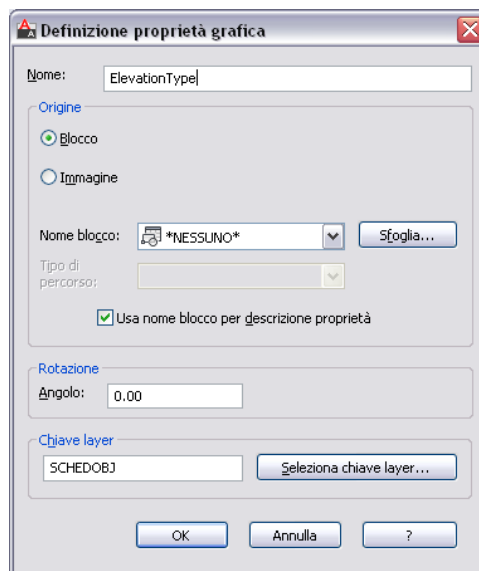 Definizione proprietà grafica
Nome: ElevationType
Origine
Blocco
Immagine
Nome blocco: *NESSUNO* Sfoglia...
Tipo di
percorso:
Usa nome blocco per descrizione proprietà
Rotazione
Angolo: 0.00
Chiave layer
SCHEDOBJ Seleziona chiave layer...
OK Annulla ?